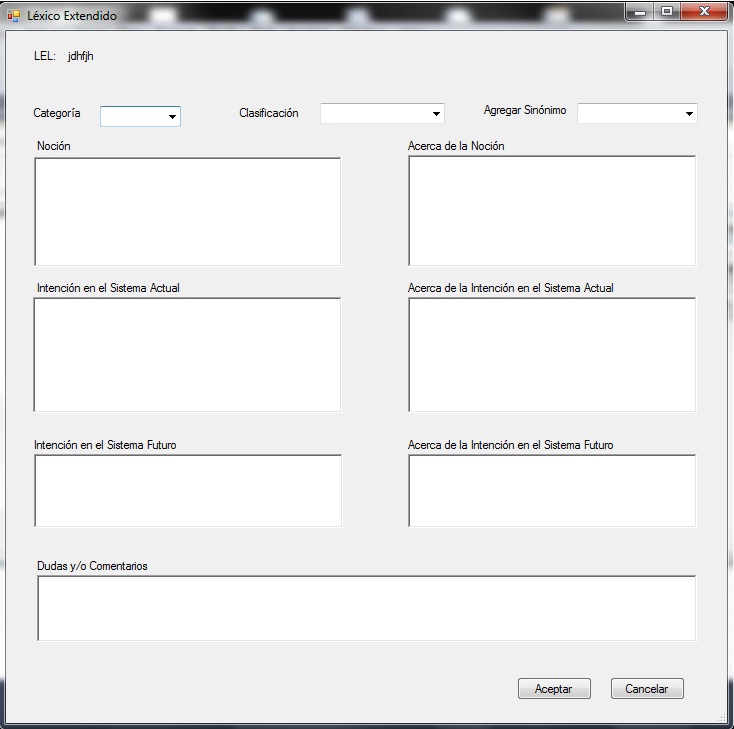 Léxico Extendido
LEL: jdhfjh
Categoría Clasificación Agregar Sinónimo
Noción Acerca de la Noción
Intención en el Sistema Actual Acerca de la Intención en el Sistema Actual
Intención en el Sistema Futuro Acerca de la Intención en el Sistema Futuro
Dudas y/o Comentarios
Aceptar Cancelar